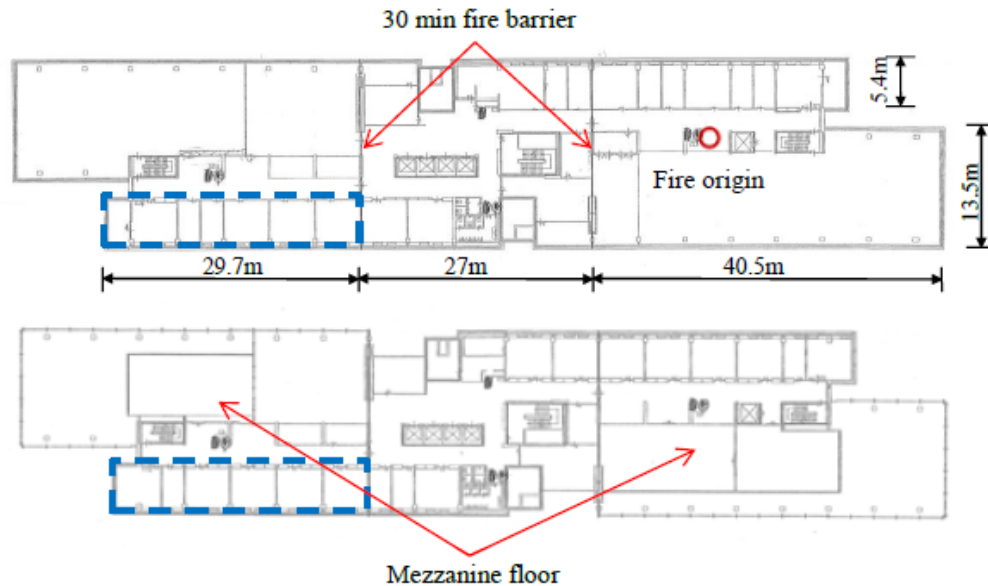 30 min fire barrier
5.4m
Fire origin
13.5m
29.7m
27m
40.5m
Mezzanine floor